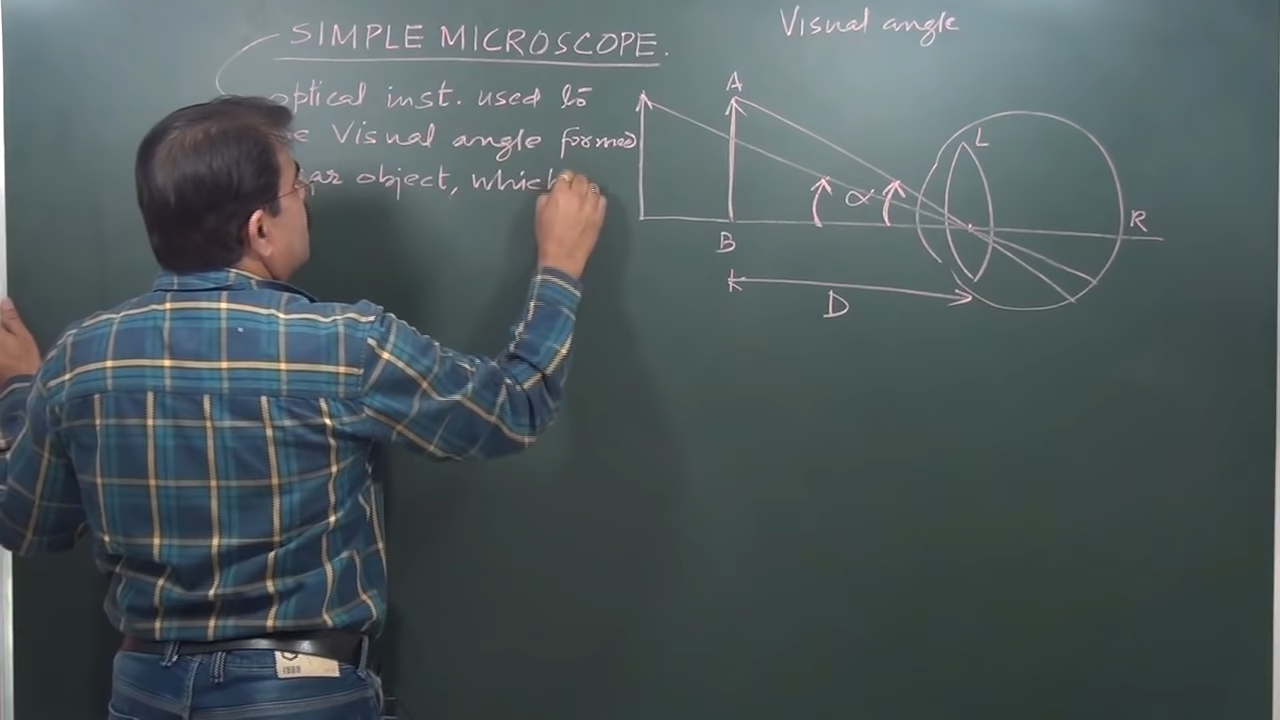 SIMPLE MICROSCOPE.
optical inst. used to
Visual angle formed
object, which
Visual angle
A
B
L
α
R
D